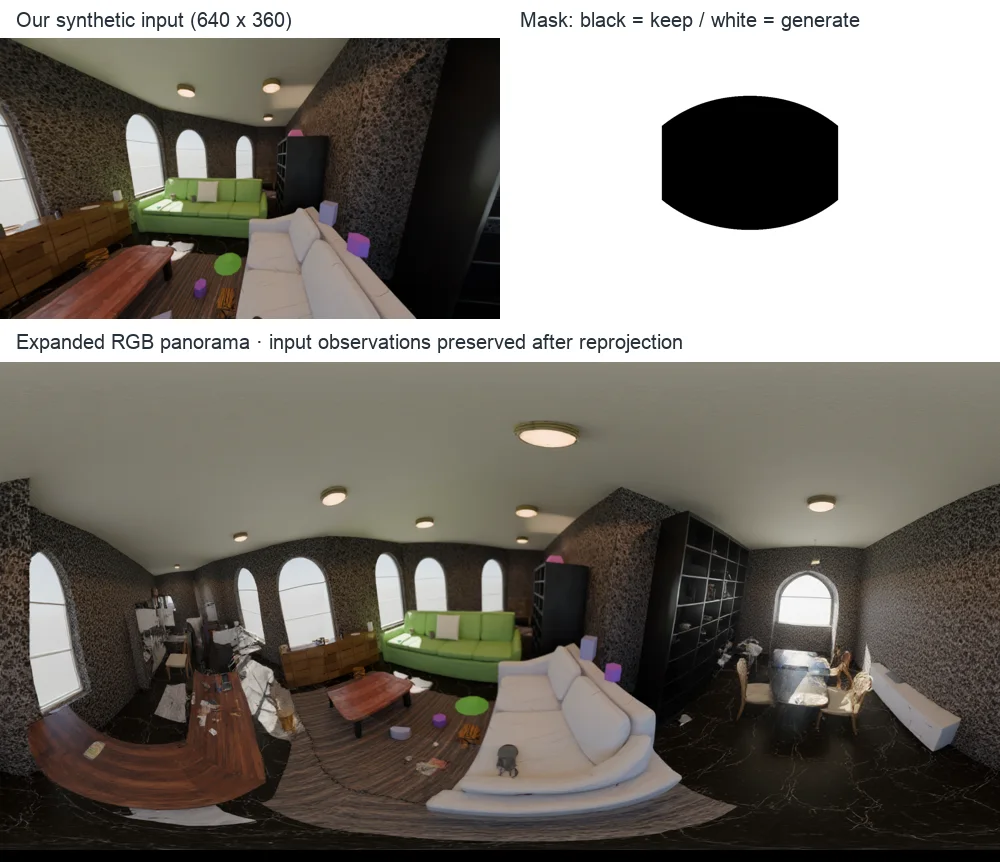 Our synthetic input (640 x 360)
Mask: black = keep / white = generate
Expanded RGB panorama · input observations preserved after reprojection